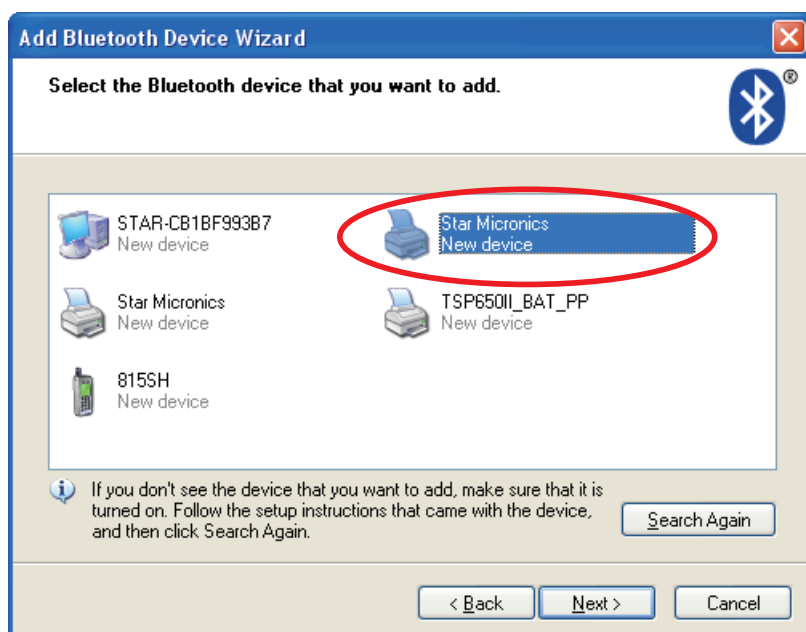 Add Bluetooth Device Wizard
Select the Bluetooth device that you want to add.
®
STAR-CB1BF993B7
New device
Star Micronics
New device
Star Micronics
New device
TSP650II_BAT_PP
New device
815SH
New device
If you don't see the device that you want to add, make sure that it is
turned on. Follow the setup instructions that came with the device,
and then click Search Again.
Search Again
< Back
Next >
Cancel